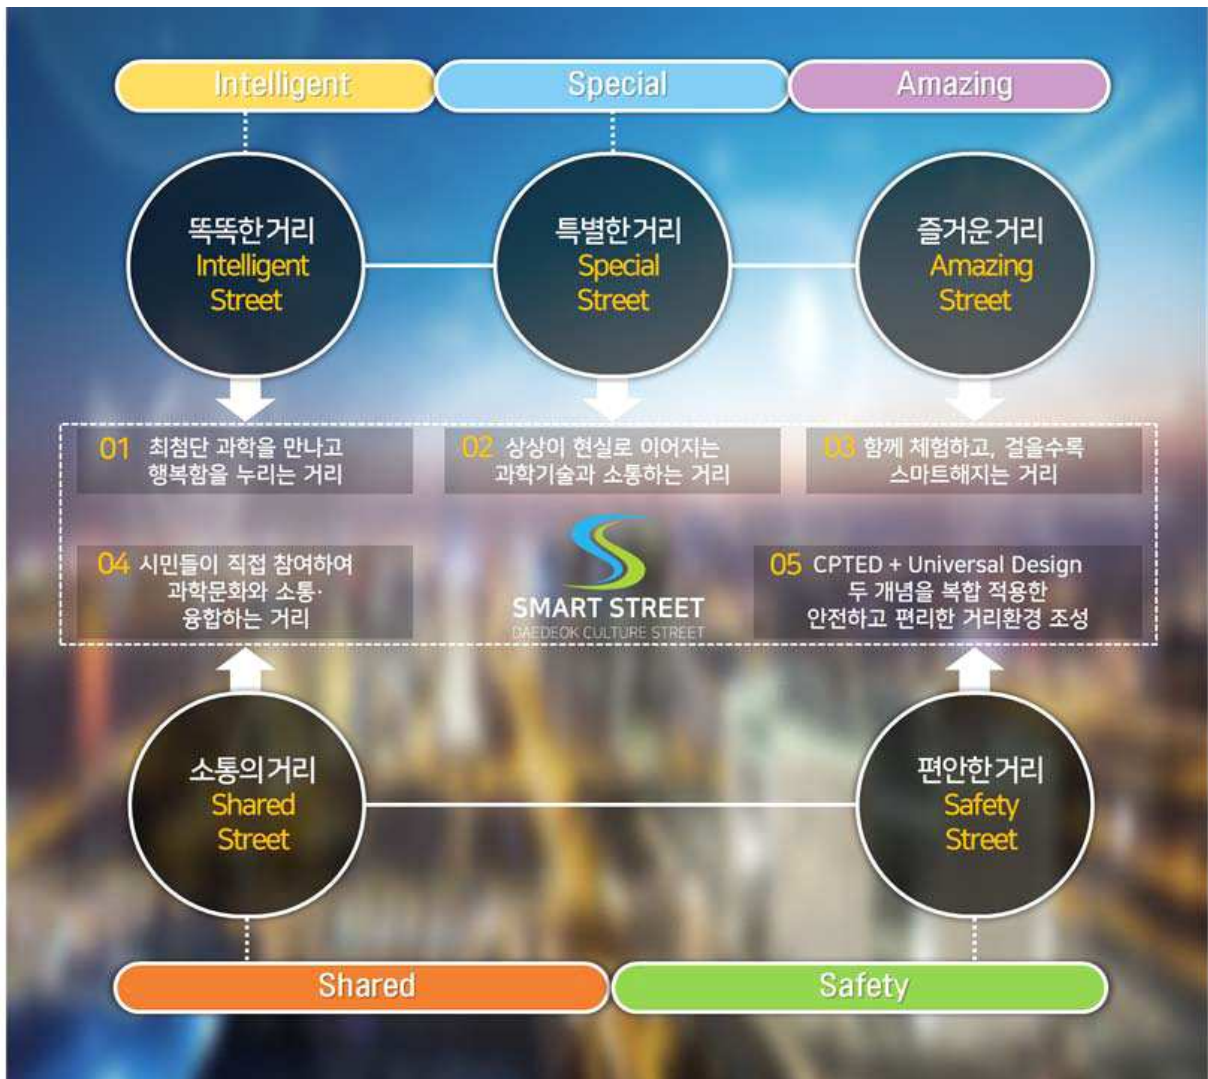 Intelligent
Special
Amazing
똑똑한거리
Intelligent
Street
특별한거리
Special
Street
즐거운거리
Amazing
Street
01 최첨단 과학을 만나고
행복함을 누리는 거리
02 상상이 현실로 이어지는
과학기술과 소통하는 거리
03 함께 체험하고, 걸을수록
스마트해지는 거리
04 시민들이 직접 참여하여
과학문화와 소통·
융합하는 거리
SMART STREET
DAEDEOK CULTURE STREET
05 CPTED + Universal Design
두 개념을 복합 적용한
안전하고 편리한 거리환경 조성
소통의거리
Shared
Street
편안한거리
Safety
Street
Shared
Safety